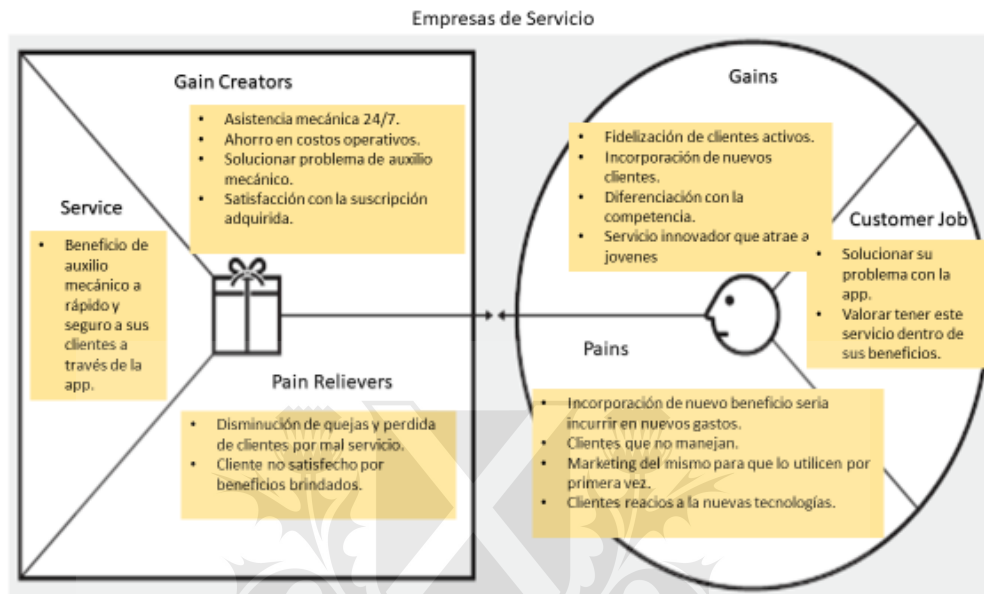 Empresas de Servicio
Gain Creators
• Asistencia mecánica 24/7.
• Ahorro en costos operativos.
• Solucionar problema de auxilio
mecánico.
• Satisfacción con la suscripción
adquirida.
Service
• Beneficio de
auxilio
mecánico a
rápido y
seguro a sus
clientes a
través de la
app.
Pain Relievers
• Disminución de quejas y perdida
de clientes por mal servicio.
• Cliente no satisfecho por
beneficios brindados.
Gains
• Fidelización de clientes activos.
• Incorporación de nuevos
clientes.
• Diferenciación con la
competencia.
• Servicio innovador que atrae a
jovenes
Customer Job
• Solucionar su
problema con la
app.
• Valorar tener este
servicio dentro de
sus beneficios.
Pains
• Incorporación de nuevo beneficio seria
incurrir en nuevos gastos.
• Clientes que no manejan.
• Marketing del mismo para que lo utilicen por
primera vez.
• Clientes reacios a la nuevas tecnologías.